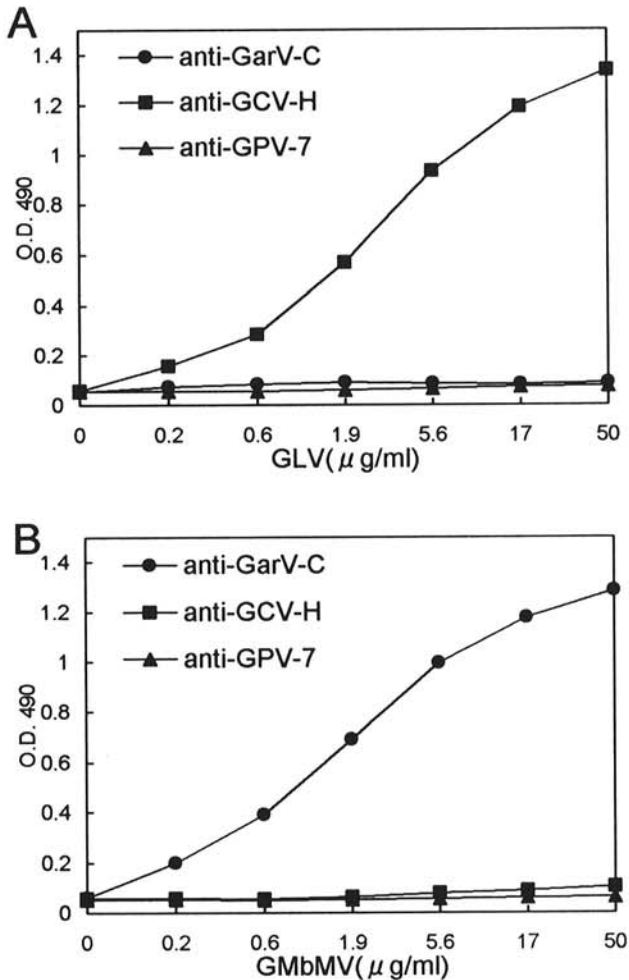 A
anti-GarV-C
anti-GCV-H
anti-GPV-7
O.D. 490
1.4
1.2
1
0.8
0.6
0.4
0.2
0
0 0.2 0.6 1.9 5.6 17 50
GLV( μ g/ml)
B
anti-GarV-C
anti-GCV-H
anti-GPV-7
O.D. 490
1.4
1.2
1
0.8
0.6
0.4
0.2
0
0 0.2 0.6 1.9 5.6 17 50
GMbMV( μ g/ml)